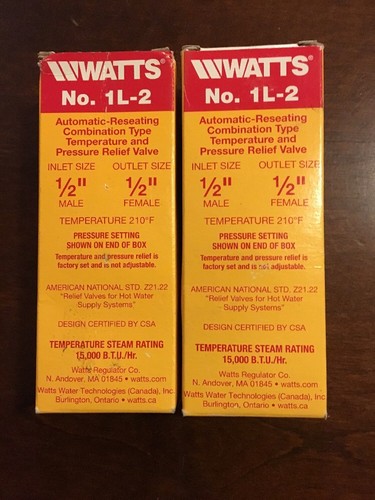 WATTS®
No. 1L-2
Automatic-Reseating
Combination Type
Temperature and
Pressure Relief Valve
INLET SIZE OUTLET SIZE
½" ½"
MALE FEMALE
TEMPERATURE 210°F
PRESSURE SETTING
SHOWN ON END OF BOX
Temperature and pressure relief is
factory set and is not adjustable.
AMERICAN NATIONAL STD. Z21.22
"Relief Valves for Hot Water
Supply Systems"
DESIGN CERTIFIED BY CSA
TEMPERATURE STEAM RATING
15,000 B.T.U./Hr.
Watts Regulator Co.
N. Andover, MA 01845 • watts.com
Watts Water Technologies (Canada), Inc.
Burlington, Ontario • watts.ca
WATTS®
No. 1L-2
Automatic-Reseating
Combination Type
Temperature and
Pressure Relief Valve
INLET SIZE OUTLET SIZE
½" ½"
MALE FEMALE
TEMPERATURE 210°F
PRESSURE SETTING
SHOWN ON END OF BOX
Temperature and pressure relief is
factory set and is not adjustable.
AMERICAN NATIONAL STD. Z21.22
"Relief Valves for Hot Water
Supply Systems"
DESIGN CERTIFIED BY CSA
TEMPERATURE STEAM RATING
15,000 B.T.U./Hr.
Watts Regulator Co.
N. Andover, MA 01845 • watts.com
Watts Water Technologies (Canada), Inc.
Burlington, Ontario • watts.ca